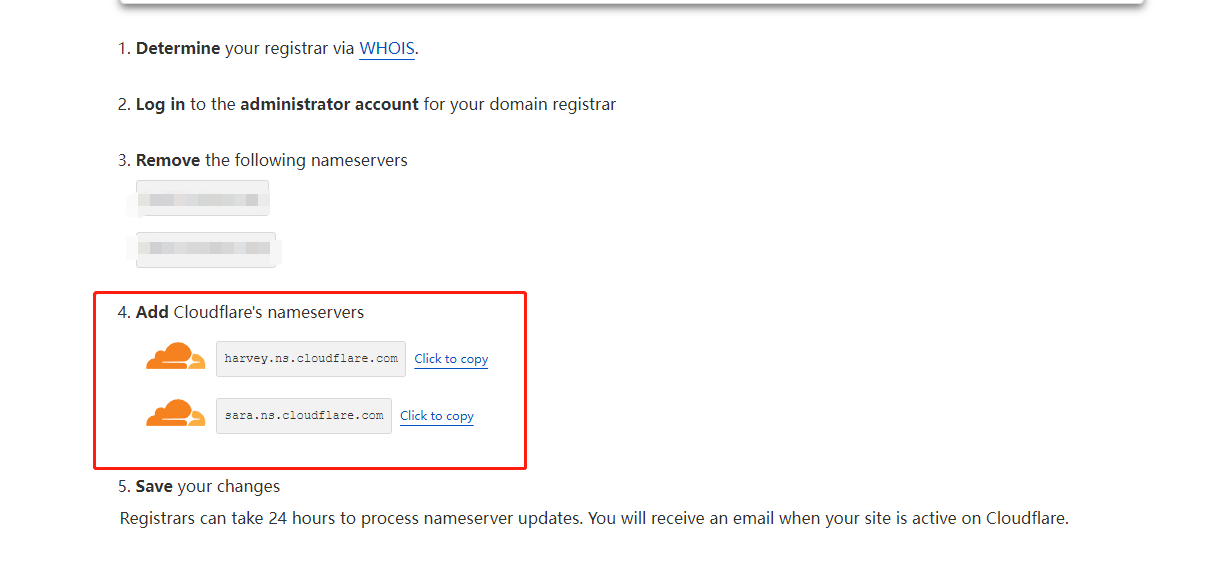 1. Determine your registrar via WHOIS.
2. Log in to the administrator account for your domain registrar
3. Remove the following nameservers
4. Add Cloudflare's nameservers
harvey.ns.cloudflare.com Click to copy
sara.ns.cloudflare.com Click to copy
5. Save your changes
Registrars can take 24 hours to process nameserver updates. You will receive an email when your site is active on Cloudflare.